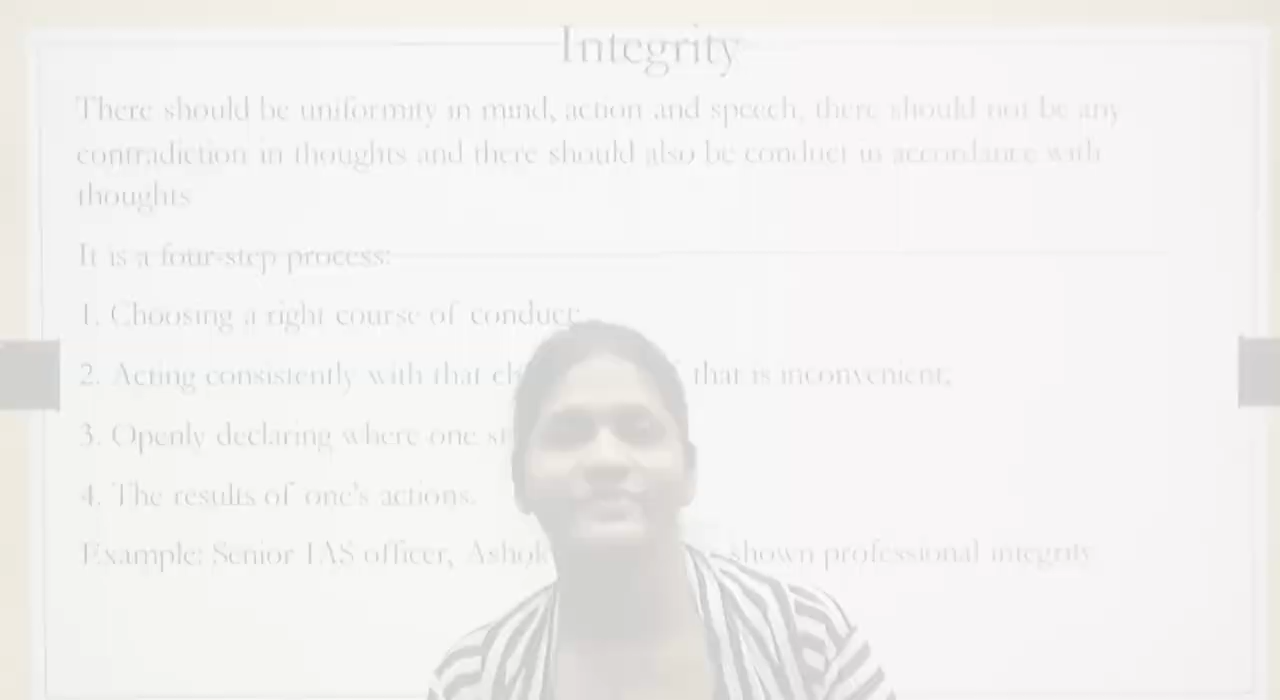 Integrity
There should be uniformity in mind, action and speech, there should not be any
contradiction in thoughts and there should also be conduct in accordance with
thoughts
It is a four-step process:
1. Choosing a right course of conduct;
2. Acting consistently with that that is inconvenient;
3. Openly declaring where one
4. The results of one's actions.
Example: Senior IAS officer, Ashok shown professional integrity